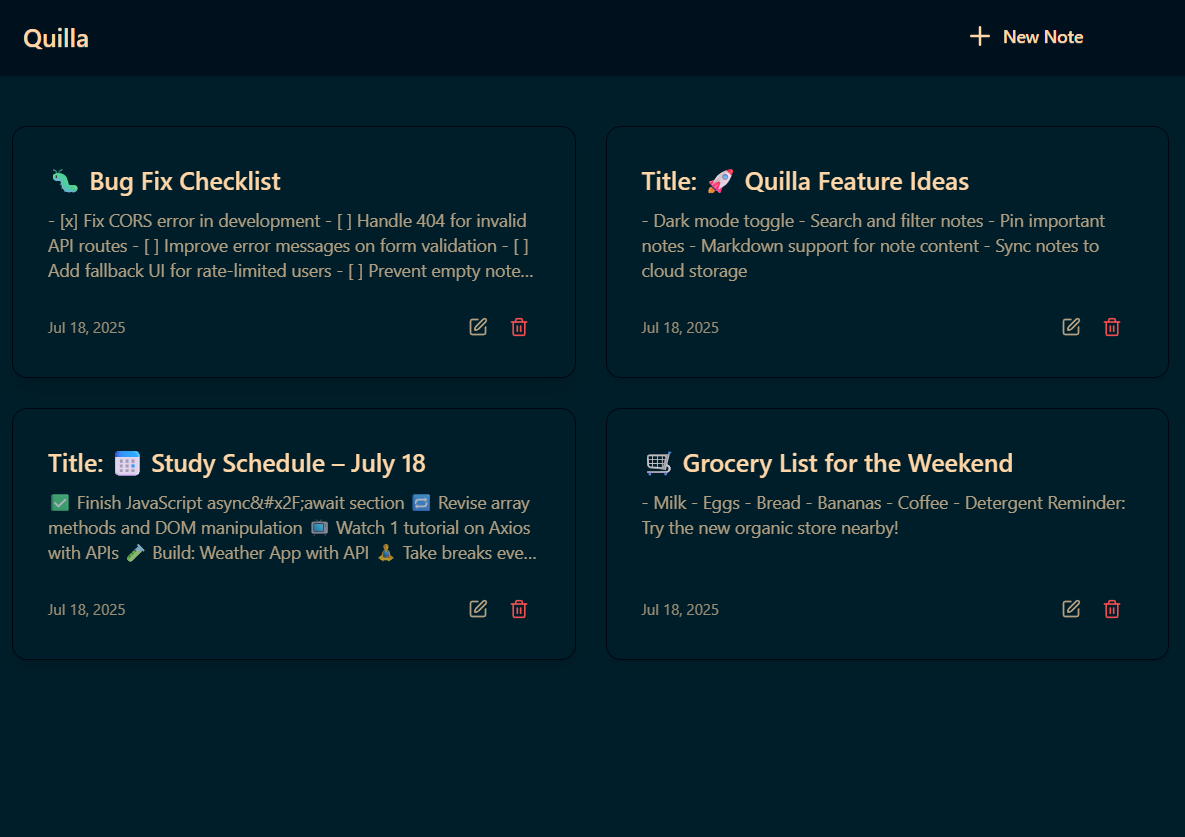 Quilla
New Note
🐛 Bug Fix Checklist
- [x] Fix CORS error in development - [ ] Handle 404 for invalid
API routes - [ ] Improve error messages on form validation - [ ]
Add fallback UI for rate-limited users - [ ] Prevent empty note...
Jul 18, 2025
Title: 🚀 Quilla Feature Ideas
- Dark mode toggle - Search and filter notes - Pin important
notes - Markdown support for note content - Sync notes to
cloud storage
Jul 18, 2025
Title: 📅 Study Schedule – July 18
✅ Finish JavaScript async&#x2F;await section 🔁 Revise array
methods and DOM manipulation 📺 Watch 1 tutorial on Axios
with APIs 🧪 Build: Weather App with API 🧘 Take breaks eve...
Jul 18, 2025
🛒 Grocery List for the Weekend
- Milk - Eggs - Bread - Bananas - Coffee - Detergent Reminder:
Try the new organic store nearby!
Jul 18, 2025